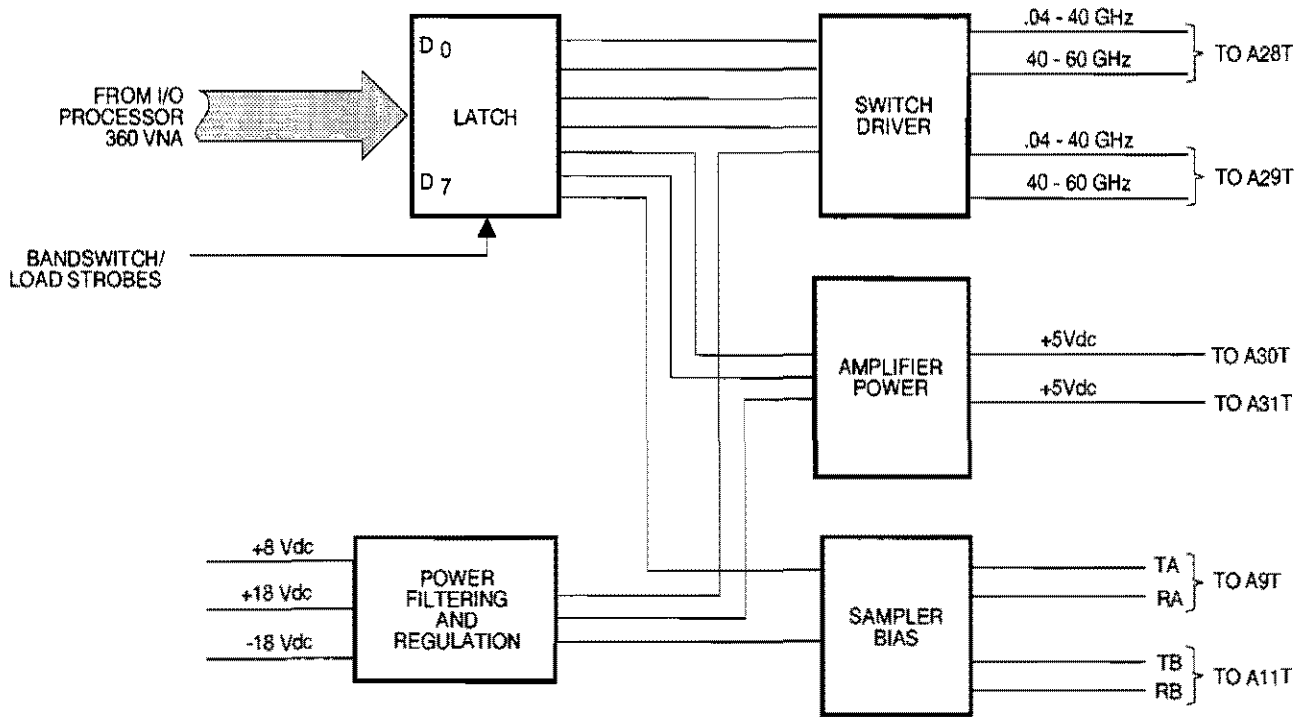 FROM I/O
PROCESSOR
360 VNA
D0
LATCH
D7
BANDSWITCH/
LOAD STROBES
SWITCH
DRIVER
.04 - 40 GHz
40 - 60 GHz
TO A28T
.04 - 40 GHz
40 - 60 GHz
TO A29T
AMPLIFIER
POWER
+5Vdc
TO A30T
+5Vdc
TO A31T
+8 Vdc
+18 Vdc
-18 Vdc
POWER
FILTERING
AND
REGULATION
SAMPLER
BIAS
TA
RA
TO A9T
TB
RB
TO A11T